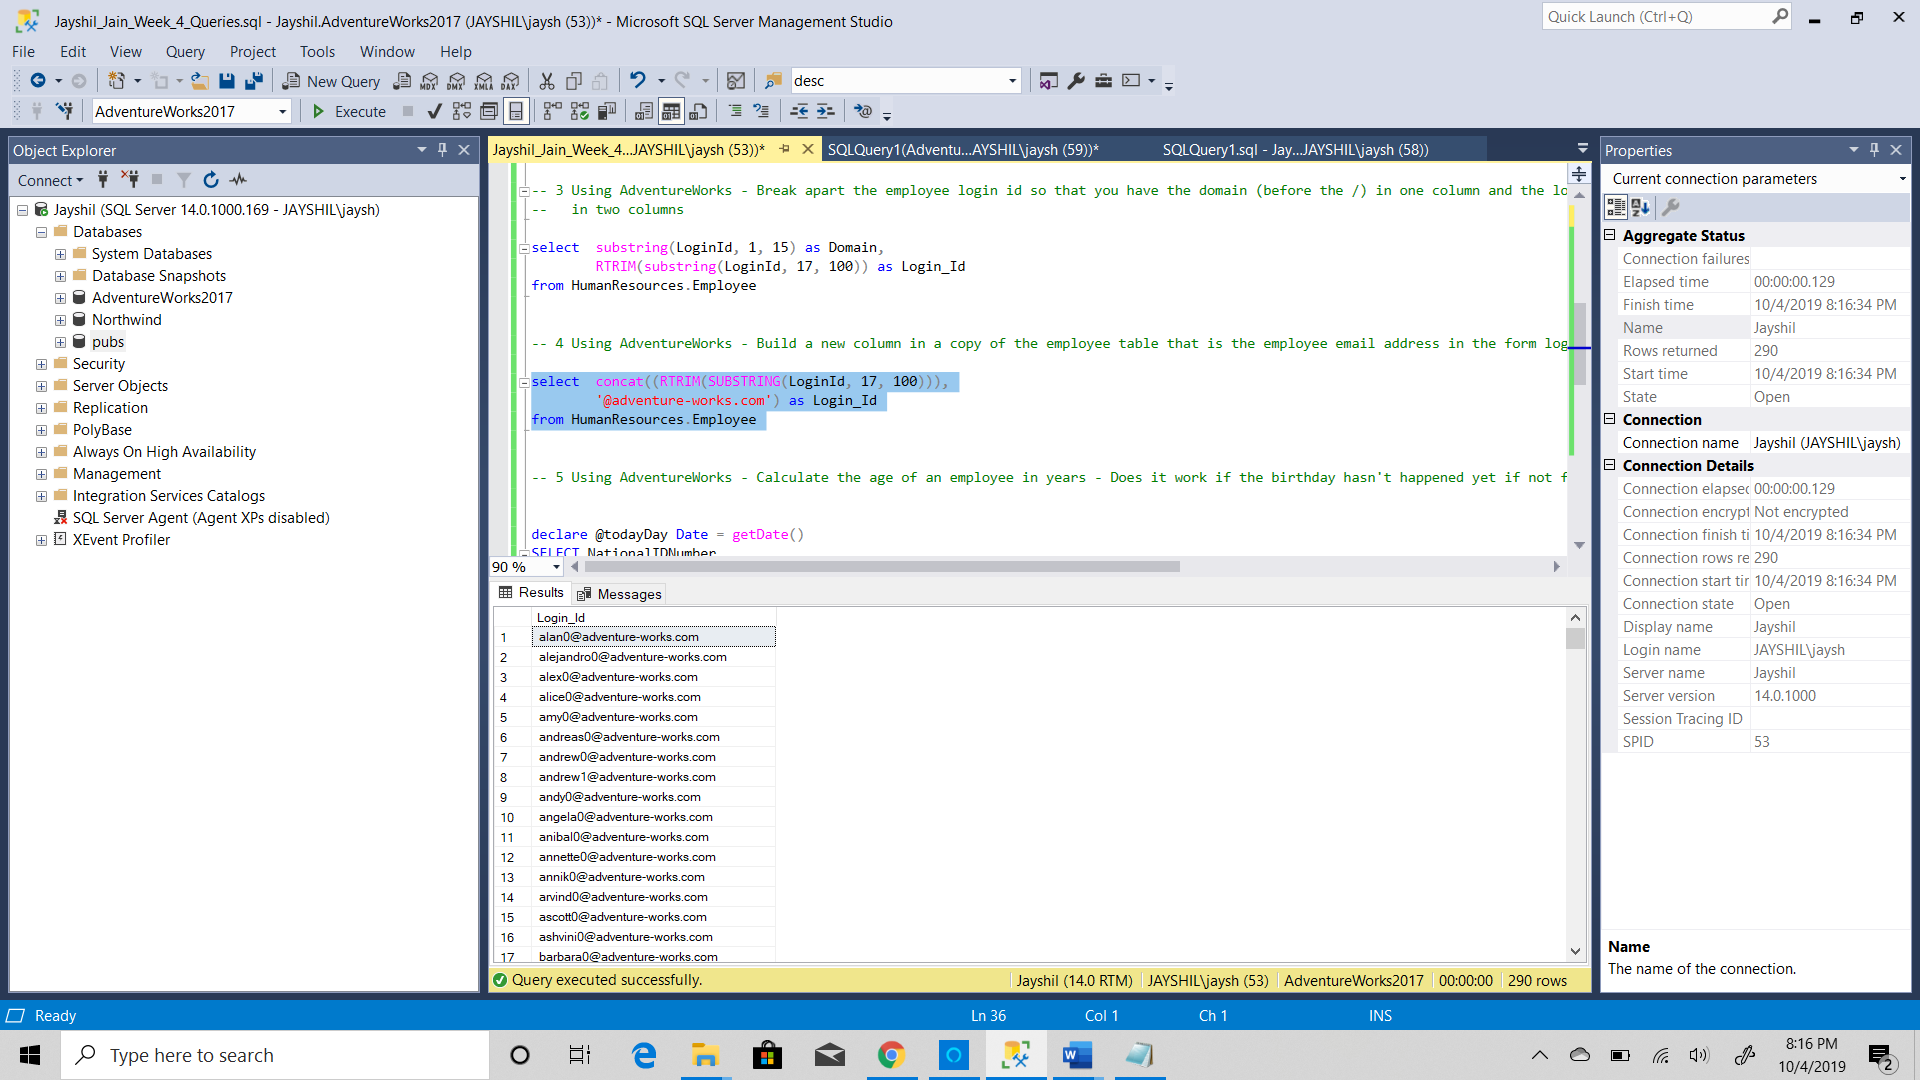 Jayshil_Jain_Week_4_Queries.sql - Jayshil.AdventureWorks2017 (JAYSHIL\jaysh (53))* - Microsoft SQL Server Management Studio
Quick Launch (Ctrl+Q)
File Edit View Query Project Tools Window Help
New Query MDX DMX XMLA DAX desc
AdventureWorks2017 Execute
Object Explorer
Connect
Jayshil (SQL Server 14.0.1000.169 - JAYSHIL\jaysh)
Databases
System Databases
Database Snapshots
AdventureWorks2017
Northwind
pubs
Security
Server Objects
Replication
PolyBase
Always On High Availability
Management
Integration Services Catalogs
SQL Server Agent (Agent XPs disabled)
XEvent Profiler
Jayshil_Jain_Week_4...JAYSHIL\jaysh (53))* SQLQuery1(Adventu...AYSHIL\jaysh (59))* SQLQuery1.sql - Jay...JAYSHIL\jaysh (58))
-- 3 Using AdventureWorks - Break apart the employee login id so that you have the domain (before the /) in one column and the lo
-- in two columns
select substring(LoginId, 1, 15) as Domain,
RTRIM(substring(LoginId, 17, 100)) as Login_Id
from HumanResources.Employee
-- 4 Using AdventureWorks - Build a new column in a copy of the employee table that is the employee email address in the form log
select concat((RTRIM(SUBSTRING(LoginId, 17, 100))),
'@adventure-works.com') as Login_Id
from HumanResources.Employee
-- 5 Using AdventureWorks - Calculate the age of an employee in years - Does it work if the birthday hasn't happened yet if not f
declare @todayDay Date = getDate()
SELECT NationalIDNumber
90 %
Results Messages
Login_Id
1 alan0@adventure-works.com
2 alejandro0@adventure-works.com
3 alex0@adventure-works.com
4 alice0@adventure-works.com
5 amy0@adventure-works.com
6 andreas0@adventure-works.com
7 andrew0@adventure-works.com
8 andrew1@adventure-works.com
9 andy0@adventure-works.com
10 angela0@adventure-works.com
11 anibal0@adventure-works.com
12 annette0@adventure-works.com
13 annik0@adventure-works.com
14 arvind0@adventure-works.com
15 ascott0@adventure-works.com
16 ashvini0@adventure-works.com
17 barbara0@adventure-works.com
Query executed successfully. Jayshil (14.0 RTM) JAYSHIL\jaysh (53) AdventureWorks2017 00:00:00 290 rows
Properties
Current connection parameters
Aggregate Status
Connection failures
Elapsed time 00:00:00.129
Finish time 10/4/2019 8:16:34 PM
Name Jayshil
Rows returned 290
Start time 10/4/2019 8:16:34 PM
State Open
Connection
Connection name Jayshil (JAYSHIL\jaysh)
Connection Details
Connection elapsec 00:00:00.129
Connection encrypt Not encrypted
Connection finish ti 10/4/2019 8:16:34 PM
Connection rows re 290
Connection start tir 10/4/2019 8:16:34 PM
Connection state Open
Display name Jayshil
Login name JAYSHIL\jaysh
Server name Jayshil
Server version 14.0.1000
Session Tracing ID
SPID 53
Name
The name of the connection.
Ready Ln 36 Col 1 Ch 1 INS
Type here to search
8:16 PM
10/4/2019
2